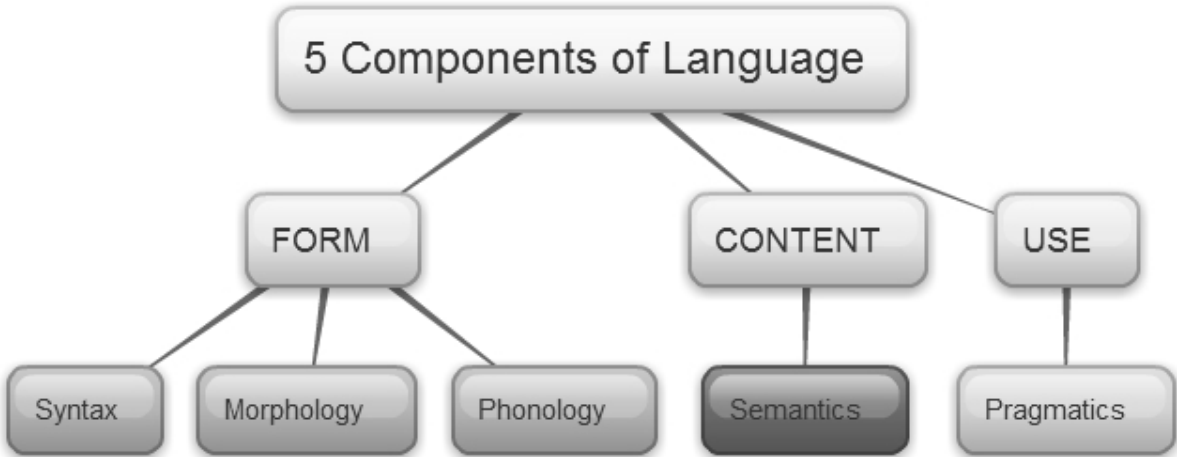 5 Components of Language
FORM
CONTENT
USE
Syntax
Morphology
Phonology
Semantics
Pragmatics